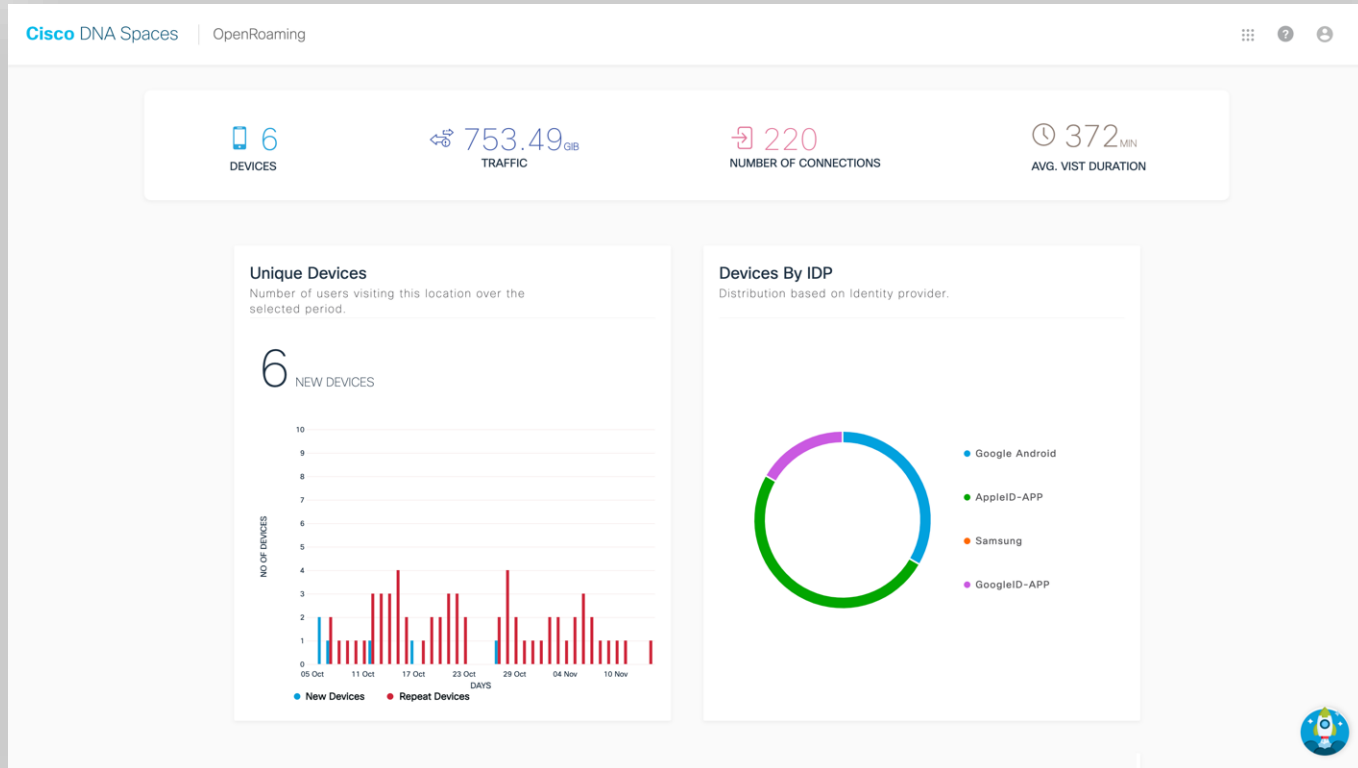 Cisco DNA Spaces OpenRoaming
?
6
DEVICES
753.49GIB
TRAFFIC
220
NUMBER OF CONNECTIONS
372MIN
AVG. VIST DURATION
Unique Devices
Number of users visiting this location over the
selected period.
6 NEW DEVICES
NO OF DEVICES
10
9
8
7
6
5
4
3
2
1
0
05 Oct 11 Oct 17 Oct 23 Oct 29 Oct 04 Nov 10 Nov
DAYS
New Devices Repeat Devices
Devices By IDP
Distribution based on Identity provider.
Google Android
AppleID-APP
Samsung
GoogleID-APP